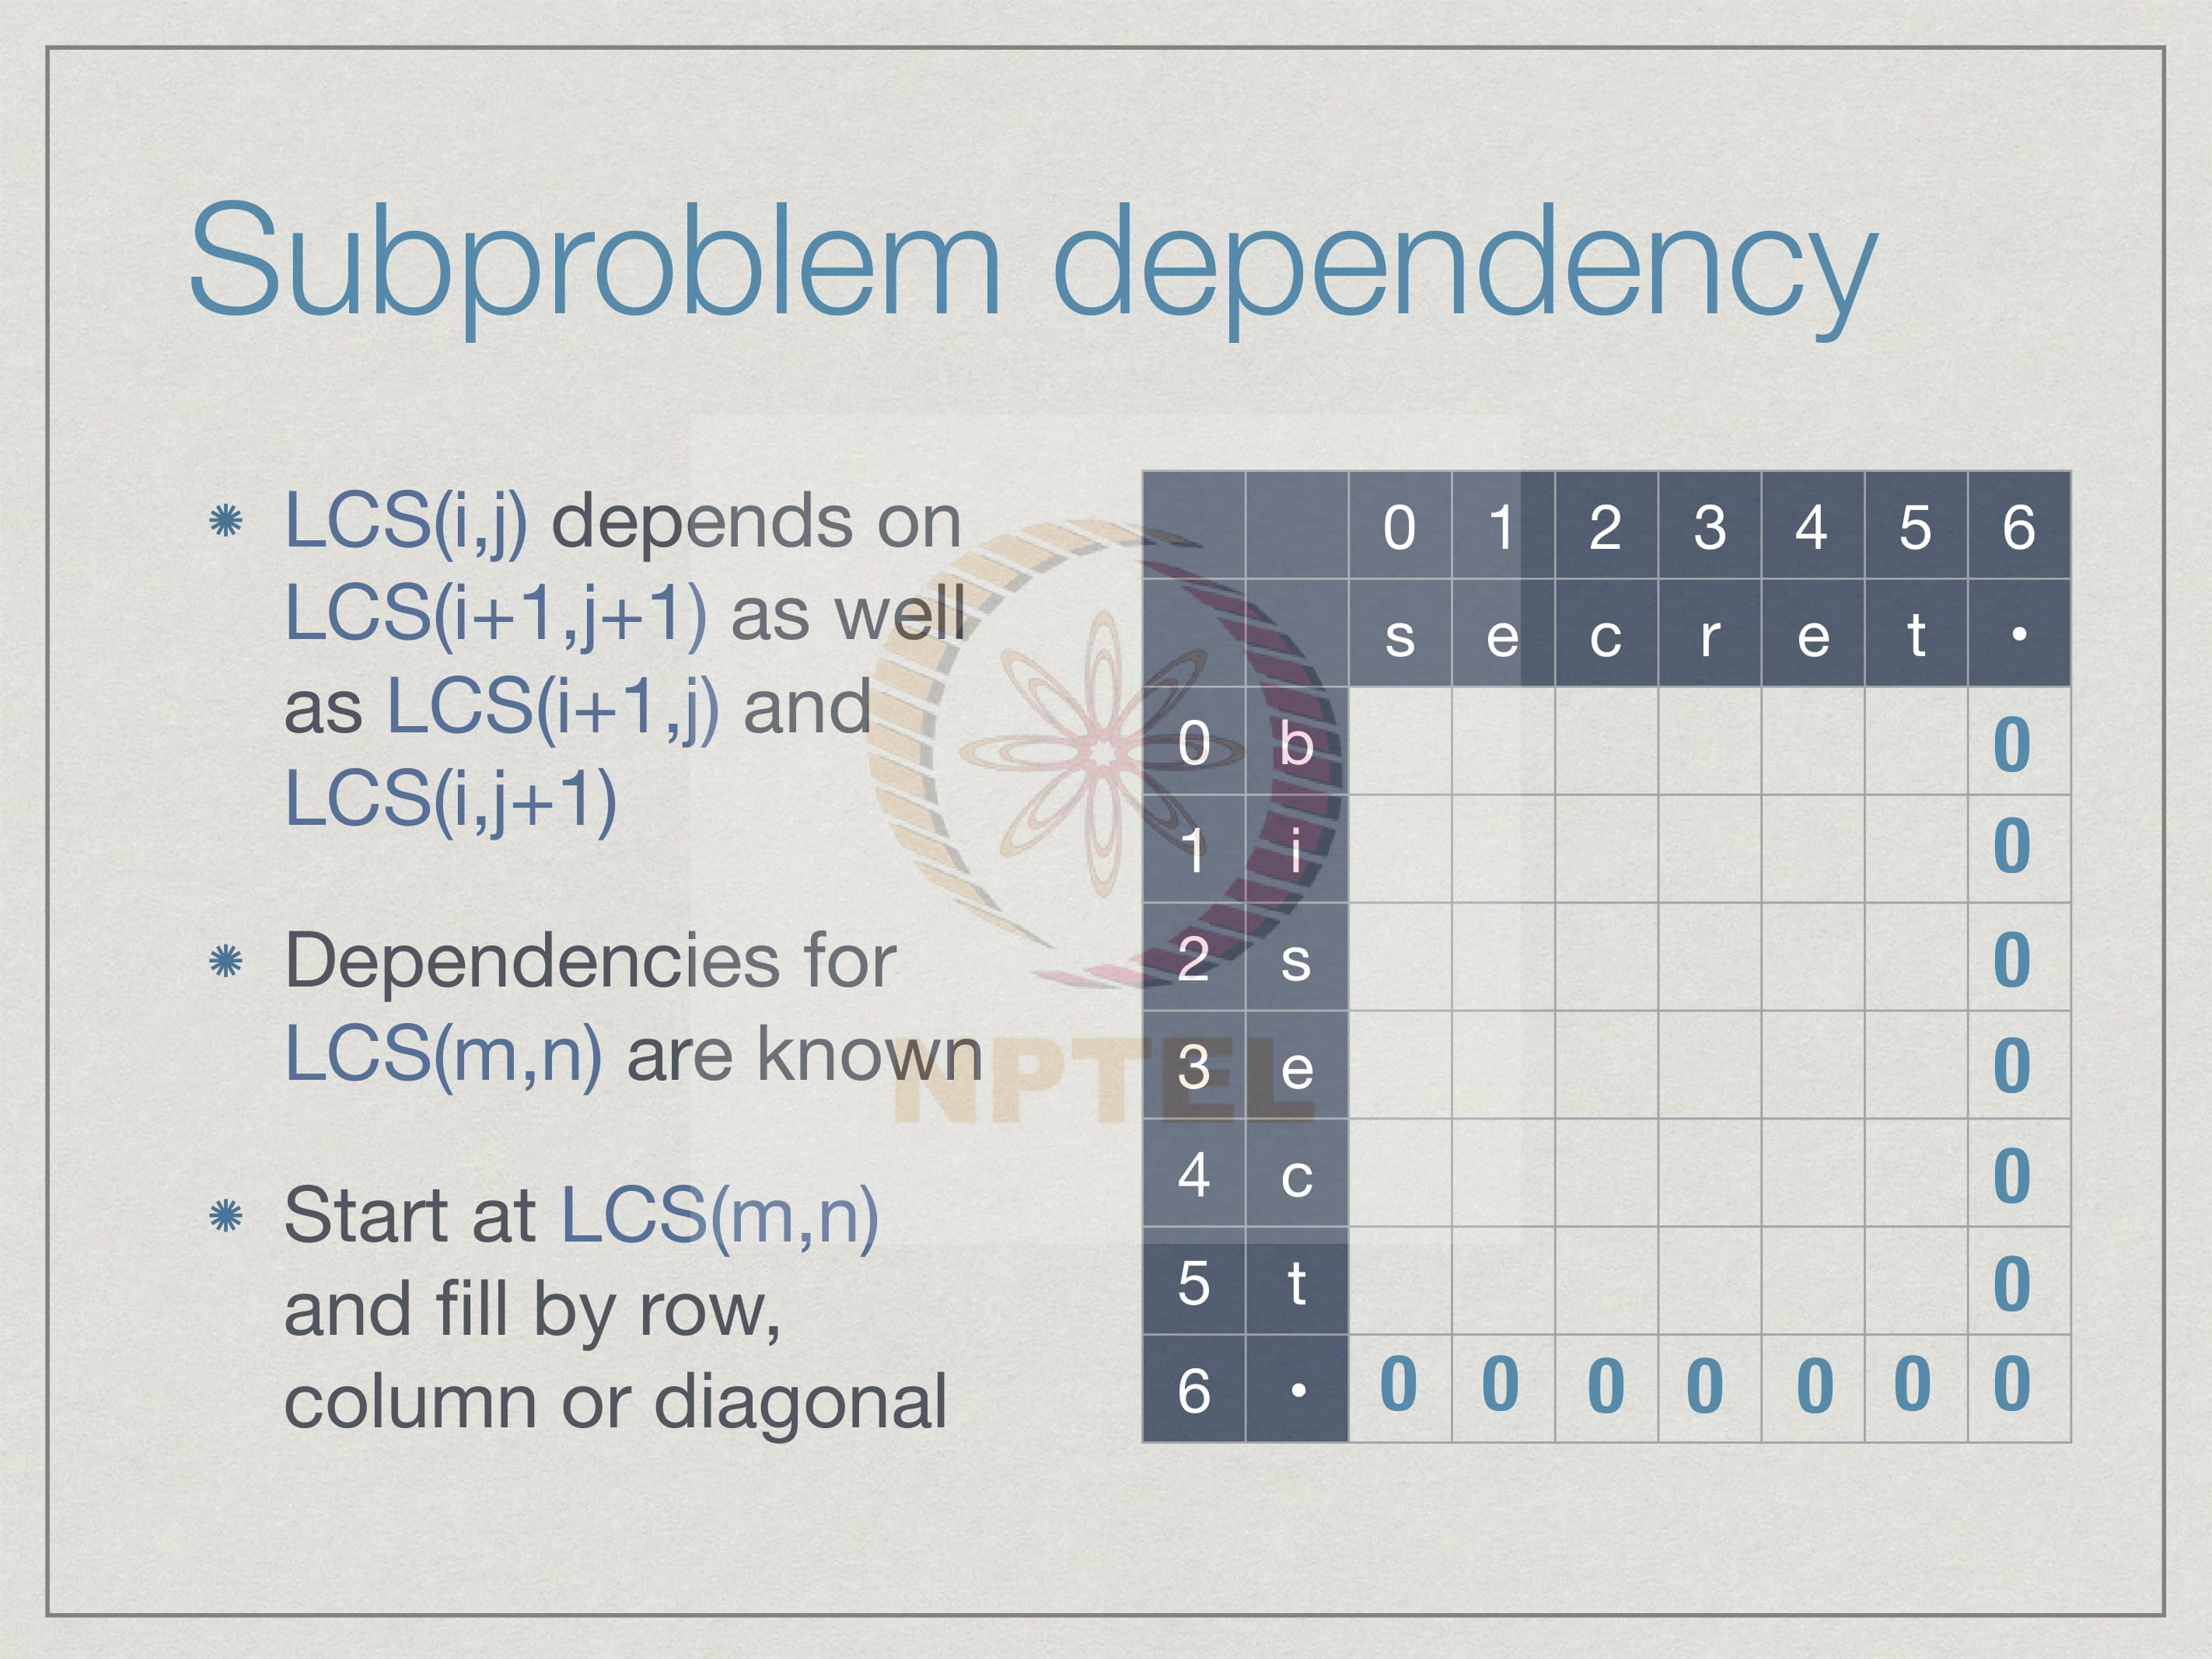 Subproblem dependency
LCS(i,j) depends on
LCS(i+1,j+1) as well
as LCS(i+1,j) and
LCS(i,j+1)
Dependencies for
LCS(m,n) are known
Start at LCS(m,n)
and fill by row,
column or diagonal
0 1 2 3 4 5 6
s e c r e t •
0 b 0
1 i 0
2 s 0
3 e 0
4 c 0
5 t 0
6 • 0 0 0 0 0 0 0
NPTEL